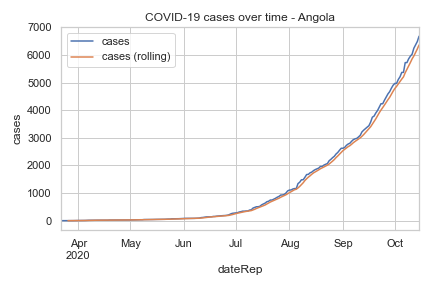 COVID-19 cases over time - Angola
cases
cases (rolling)
7000
6000
5000
4000
3000
2000
1000
0
cases
Apr May Jun Jul Aug Sep Oct
2020
dateRep